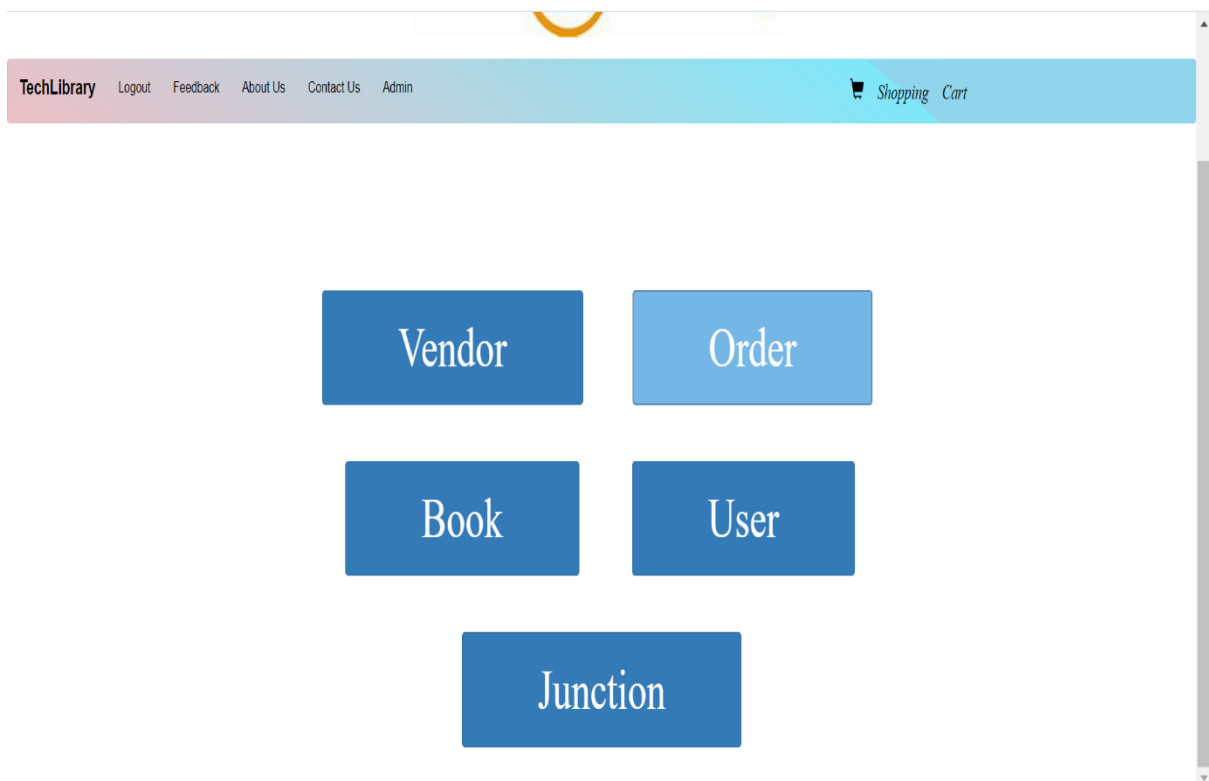 TechLibrary Logout Feedback About Us Contact Us Admin Shopping Cart
Vendor Order
Book User
Junction